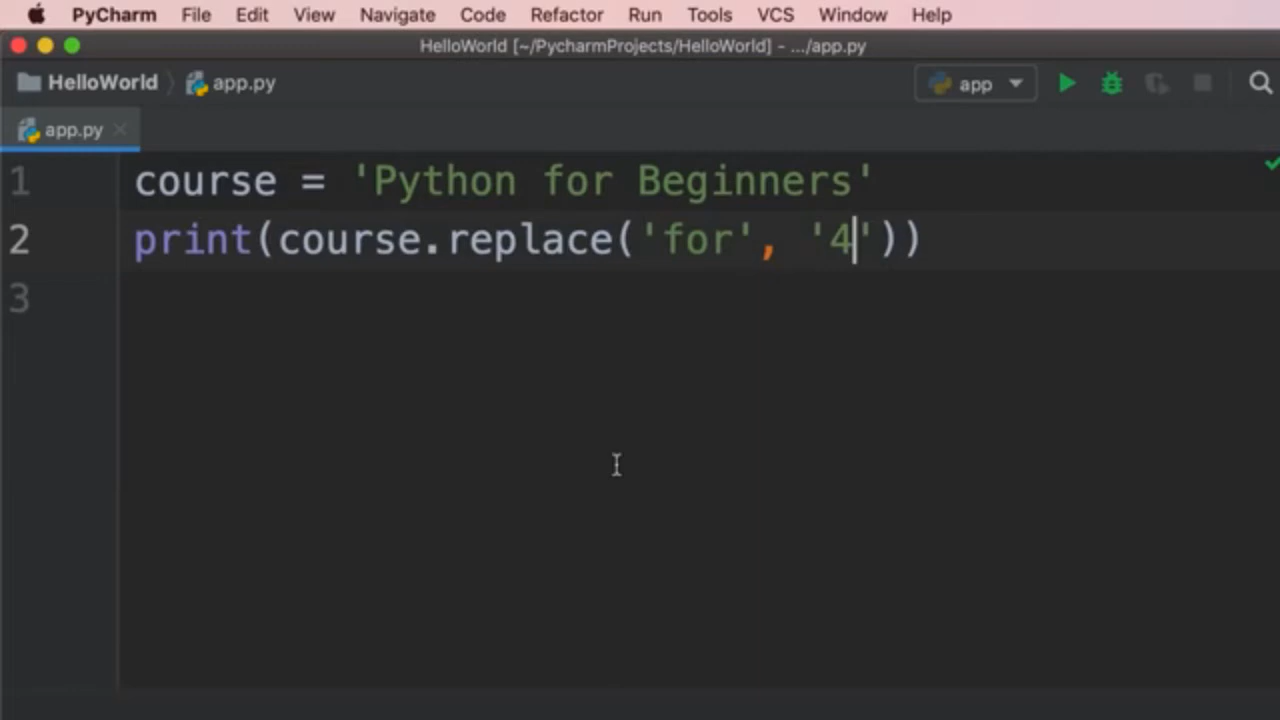 PyCharm File Edit View Navigate Code Refactor Run Tools VCS Window Help
HelloWorld [~/PycharmProjects/HelloWorld] - .../app.py
HelloWorld app.py app
app.py
1 course = 'Python for Beginners'
2 print(course.replace('for', '4'))
3